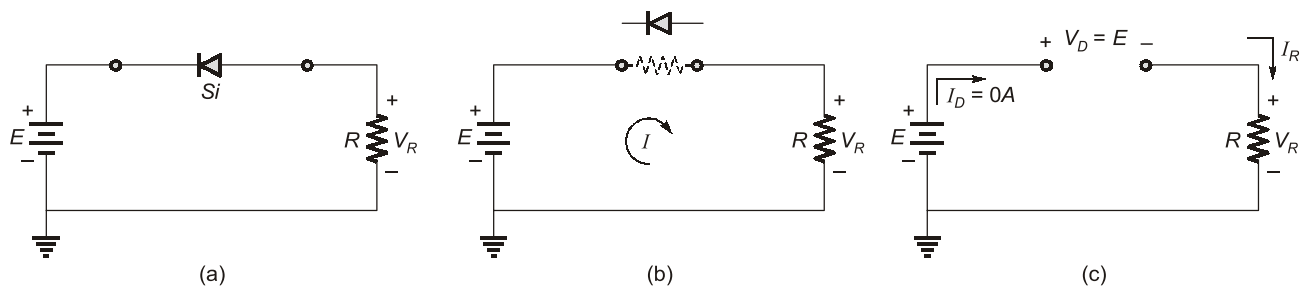 + E − Si + R V_R −
(a)
+ E − I + R V_R −
(b)
+ V_D = E −
I_R
I_D = 0A
+ E − + R V_R −
(c)